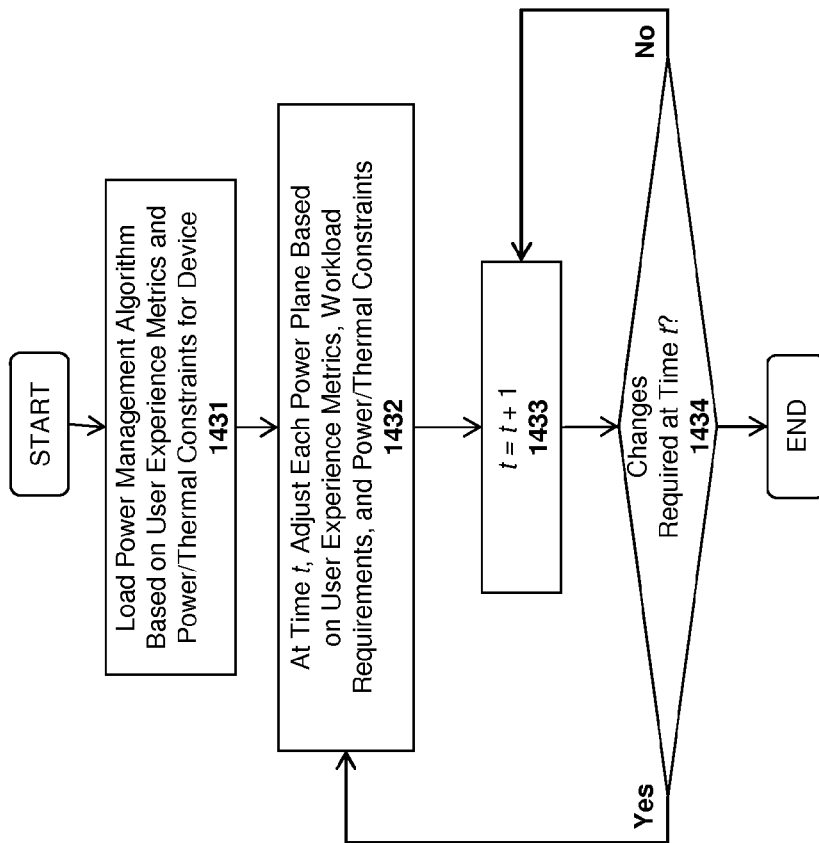 START
Load Power Management Algorithm
Based on User Experience Metrics and
Power/Thermal Constraints for Device
1431
At Time t, Adjust Each Power Plane Based
on User Experience Metrics, Workload
Requirements, and Power/Thermal Constraints
1432
t = t + 1
1433
Changes
Required at Time t?
1434
Yes
No
END